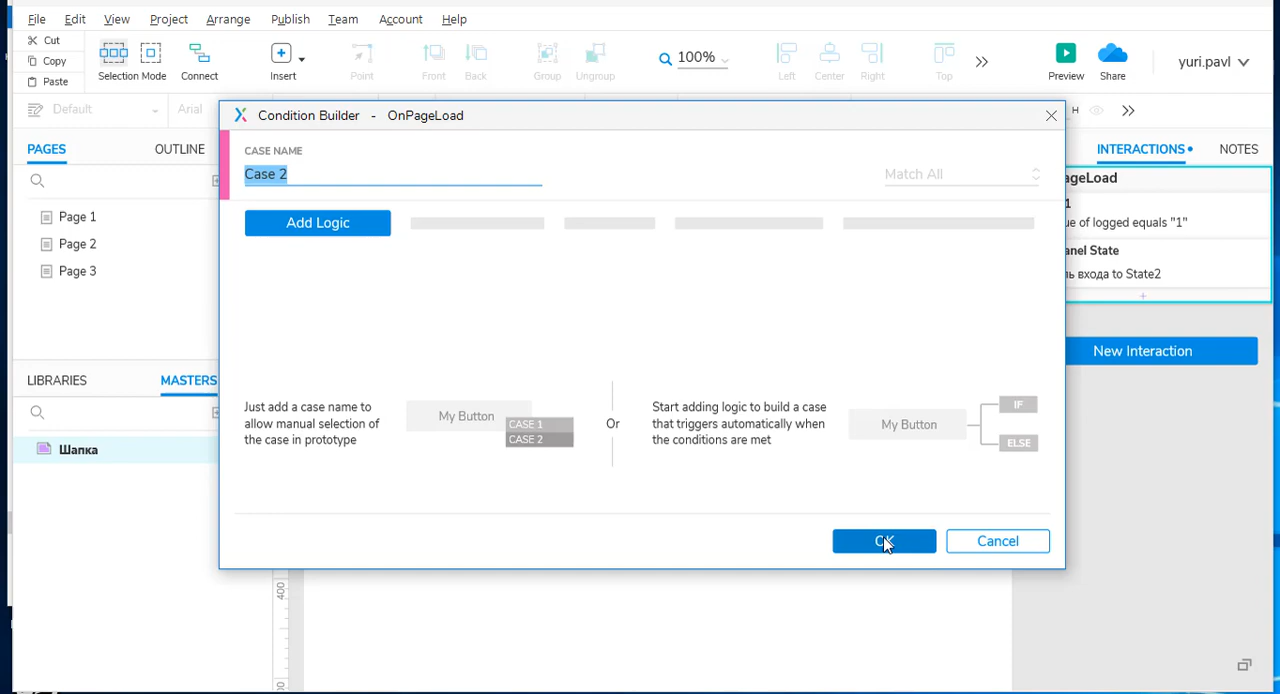 File Edit View Project Arrange Publish Team Account Help
Cut
Copy
Paste
Selection Mode Connect Insert Point Front Back Group Ungroup
100%
Left Center Right Top Preview Share
yuri.pavl
Default Arial
H
Condition Builder - OnPageLoad
PAGES OUTLINE
INTERACTIONS NOTES
CASE NAME
Case 2
Match All
ageLoad
1
ue of logged equals "1"
anel State
ль входа to State2
Add Logic
Page 1
Page 2
Page 3
New Interaction
LIBRARIES MASTERS
Шапка
Just add a case name to
allow manual selection of
the case in prototype
My Button
CASE 1
CASE 2
Or
Start adding logic to build a case
that triggers automatically when
the conditions are met
My Button
IF
ELSE
OK Cancel
400